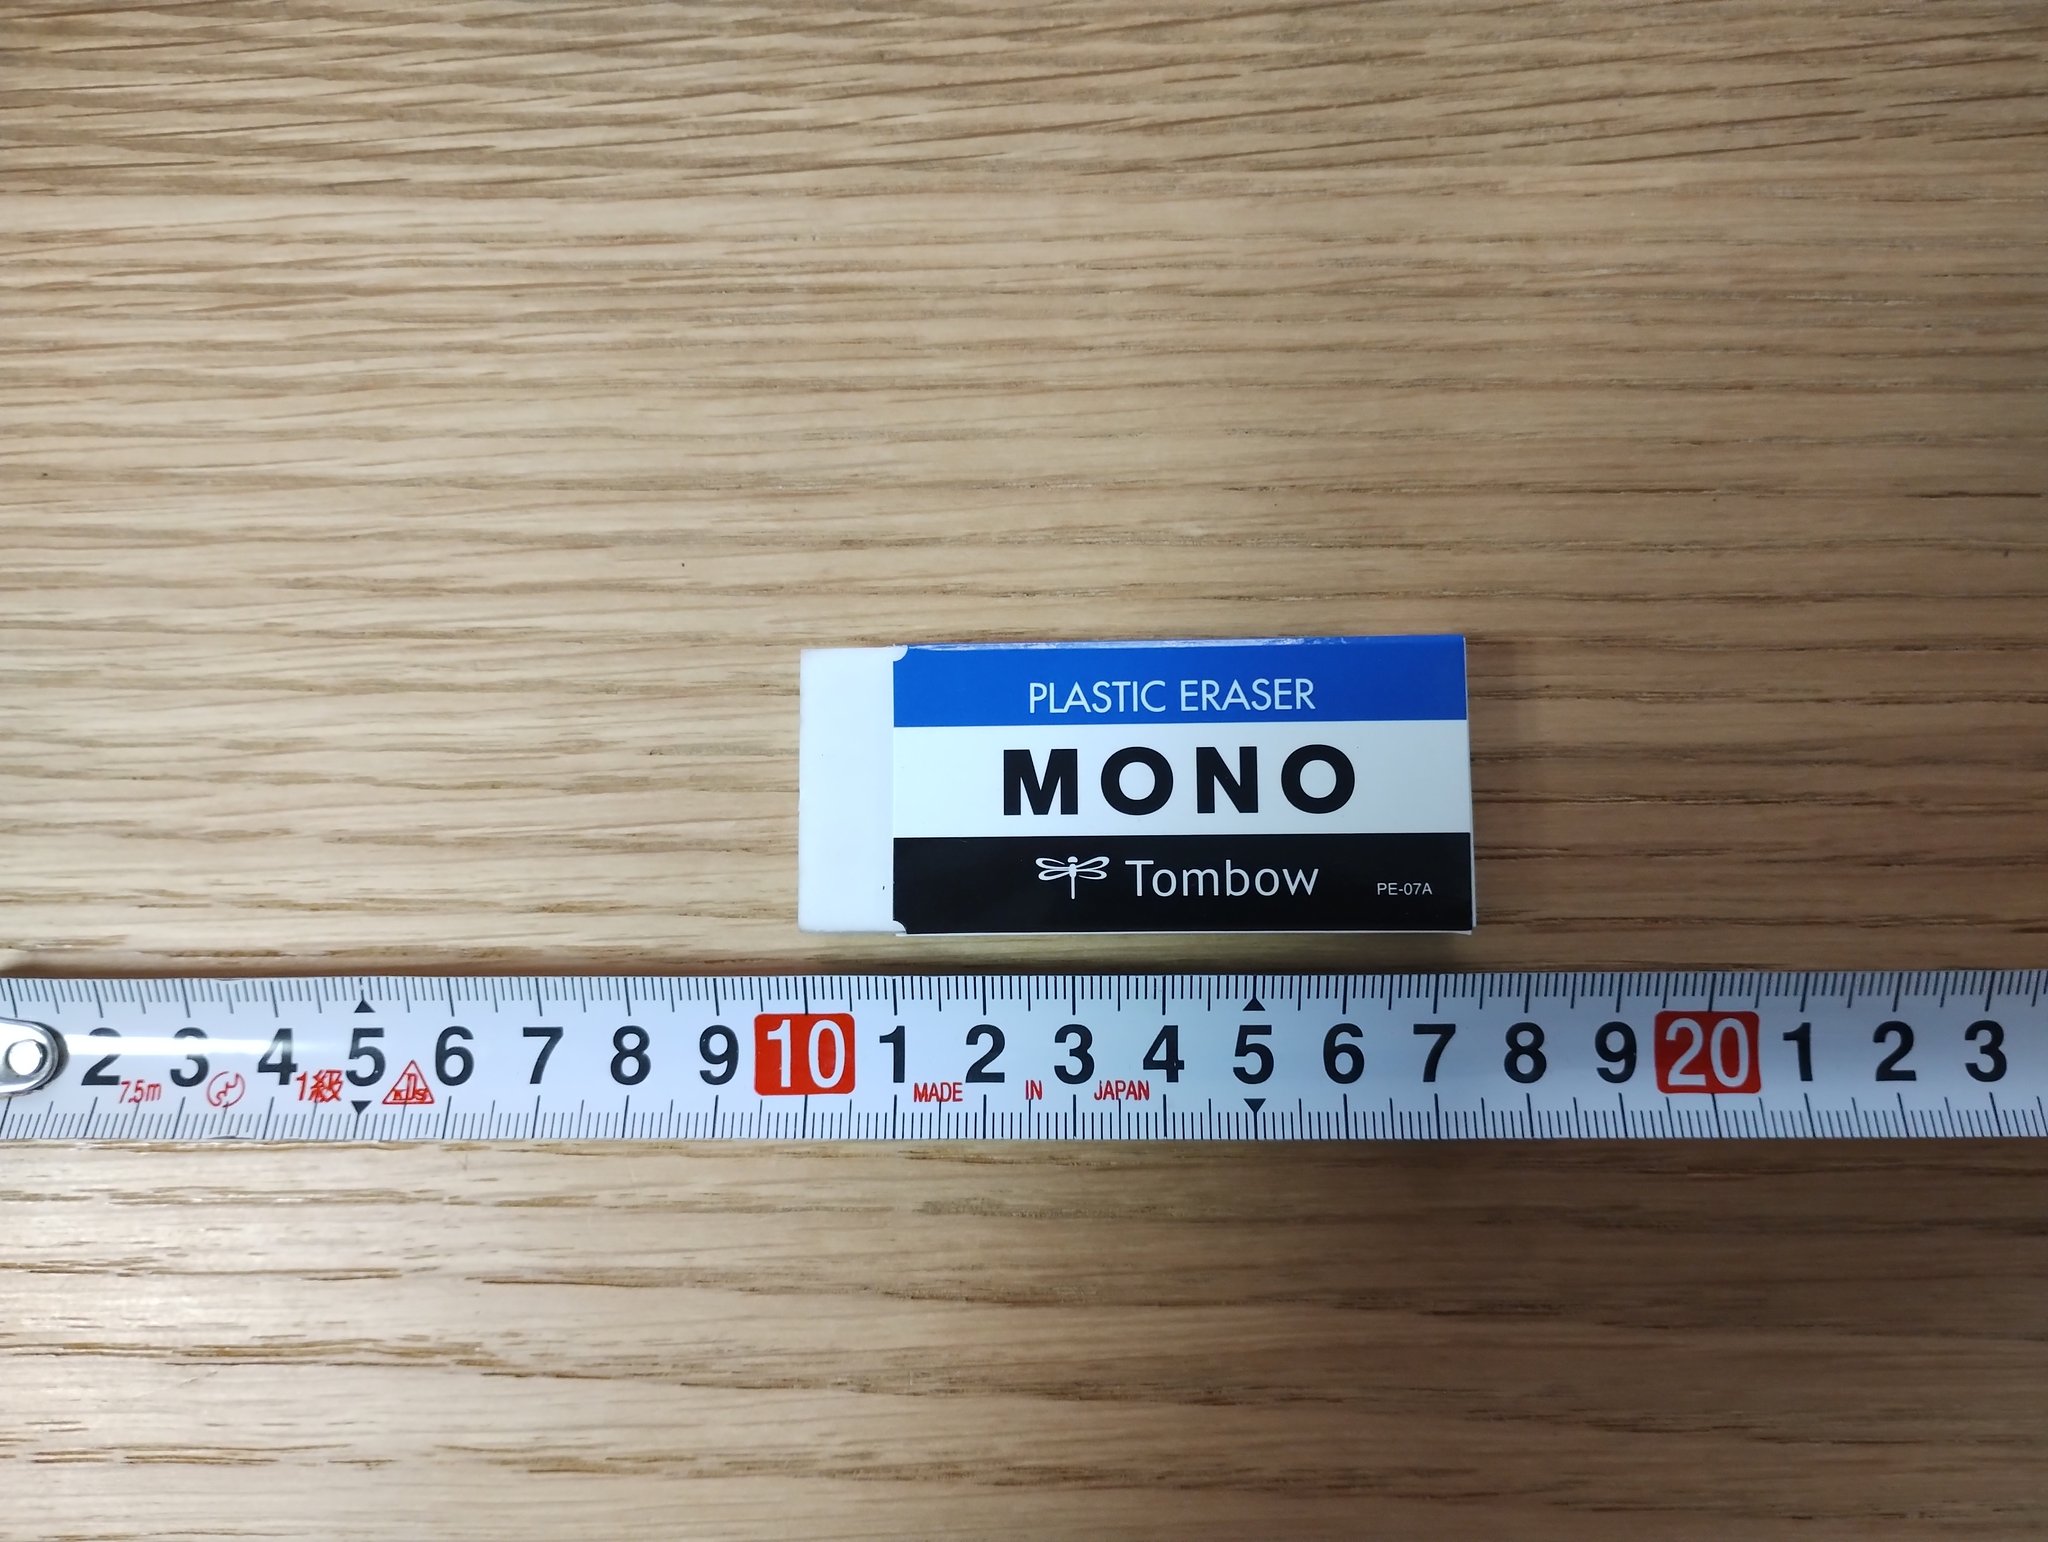 PLASTIC ERASER
MONO
Tombow PE-07A
2 3 4 5 6 7 8 9 10 1 2 3 4 5 6 7 8 9 20 1 2 3
7.5m 1級 KDS MADE IN JAPAN